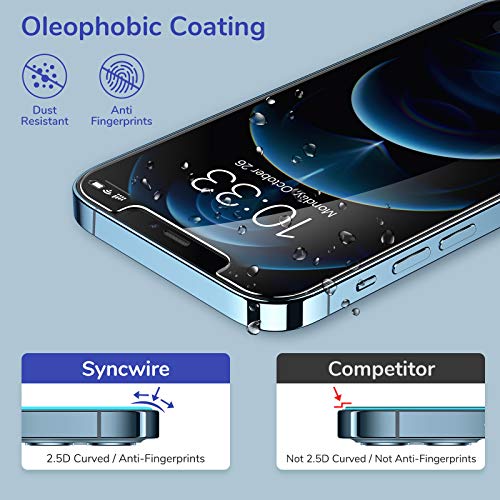 Oleophobic Coating
Dust
Resistant
Anti
Fingerprints
10:33
Monday, October 26
Syncwire
Competitor
2.5D Curved / Anti-Fingerprints
Not 2.5D Curved / Not Anti-Fingerprints